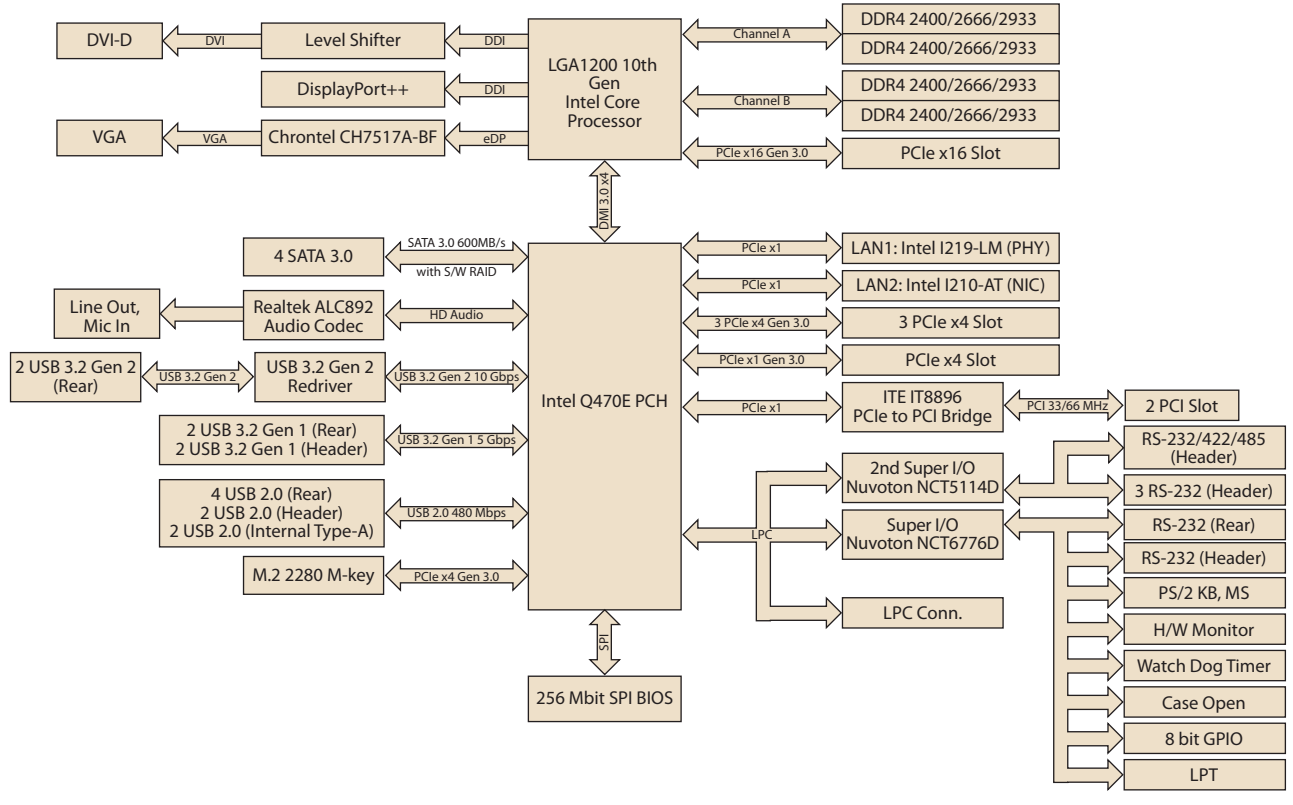 DVI-D
DVI
Level Shifter
DDI
DisplayPort++
DDI
VGA
VGA
Chrontel CH7517A-BF
eDP
LGA1200 10th
Gen
Intel Core
Processor
Channel A
DDR4 2400/2666/2933
DDR4 2400/2666/2933
Channel B
DDR4 2400/2666/2933
DDR4 2400/2666/2933
PCIe x16 Gen 3.0
PCIe x16 Slot
DMI 3.0 x4
4 SATA 3.0
SATA 3.0 600MB/s
with S/W RAID
Line Out,
Mic In
Realtek ALC892
Audio Codec
HD Audio
2 USB 3.2 Gen 2
(Rear)
USB 3.2 Gen 2
USB 3.2 Gen 2
Redriver
USB 3.2 Gen 2 10 Gbps
2 USB 3.2 Gen 1 (Rear)
2 USB 3.2 Gen 1 (Header)
USB 3.2 Gen 1 5 Gbps
4 USB 2.0 (Rear)
2 USB 2.0 (Header)
2 USB 2.0 (Internal Type-A)
USB 2.0 480 Mbps
M.2 2280 M-key
PCIe x4 Gen 3.0
Intel Q470E PCH
SPI
256 Mbit SPI BIOS
PCIe x1
LAN1: Intel I219-LM (PHY)
PCIe x1
LAN2: Intel I210-AT (NIC)
3 PCIe x4 Gen 3.0
3 PCIe x4 Slot
PCIe x1 Gen 3.0
PCIe x4 Slot
PCIe x1
ITE IT8896
PCIe to PCI Bridge
PCI 33/66 MHz
2 PCI Slot
LPC
2nd Super I/O
Nuvoton NCT5114D
Super I/O
Nuvoton NCT6776D
LPC Conn.
RS-232/422/485
(Header)
3 RS-232 (Header)
RS-232 (Rear)
RS-232 (Header)
PS/2 KB, MS
H/W Monitor
Watch Dog Timer
Case Open
8 bit GPIO
LPT